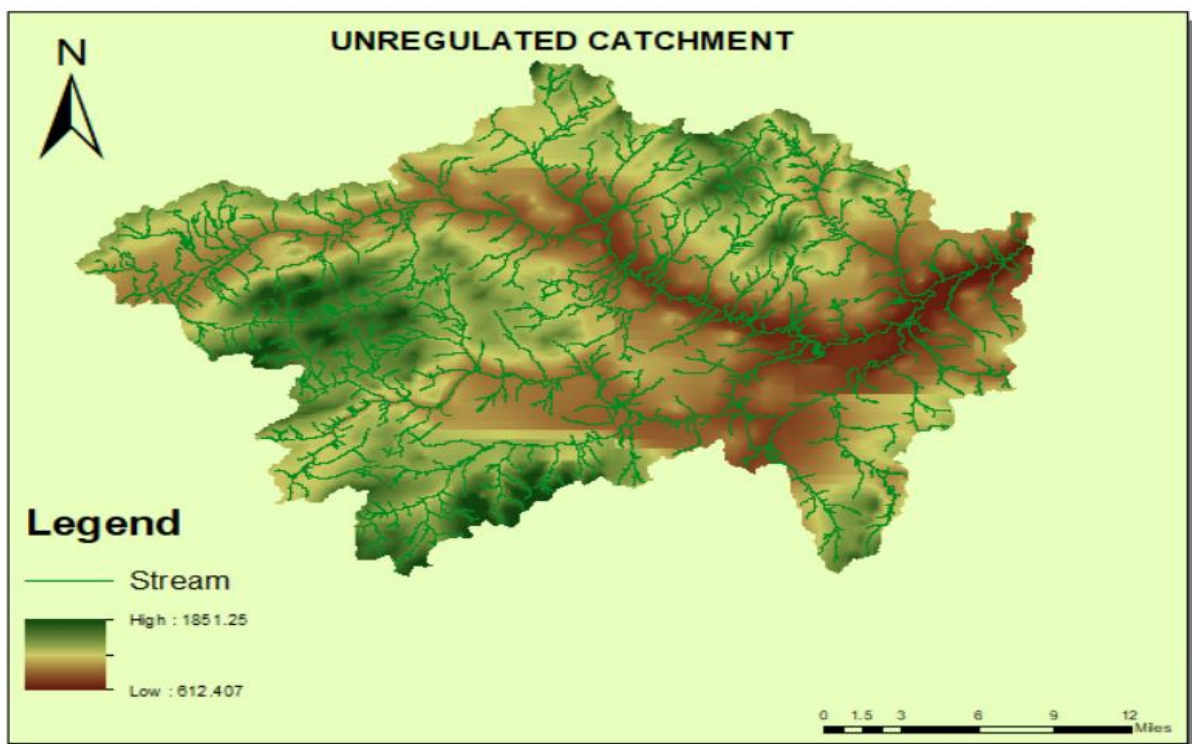 UNREGULATED CATCHMENT
N
Legend
Stream
High : 1851.25
Low : 612.407
0 1.5 3 6 9 12
Miles